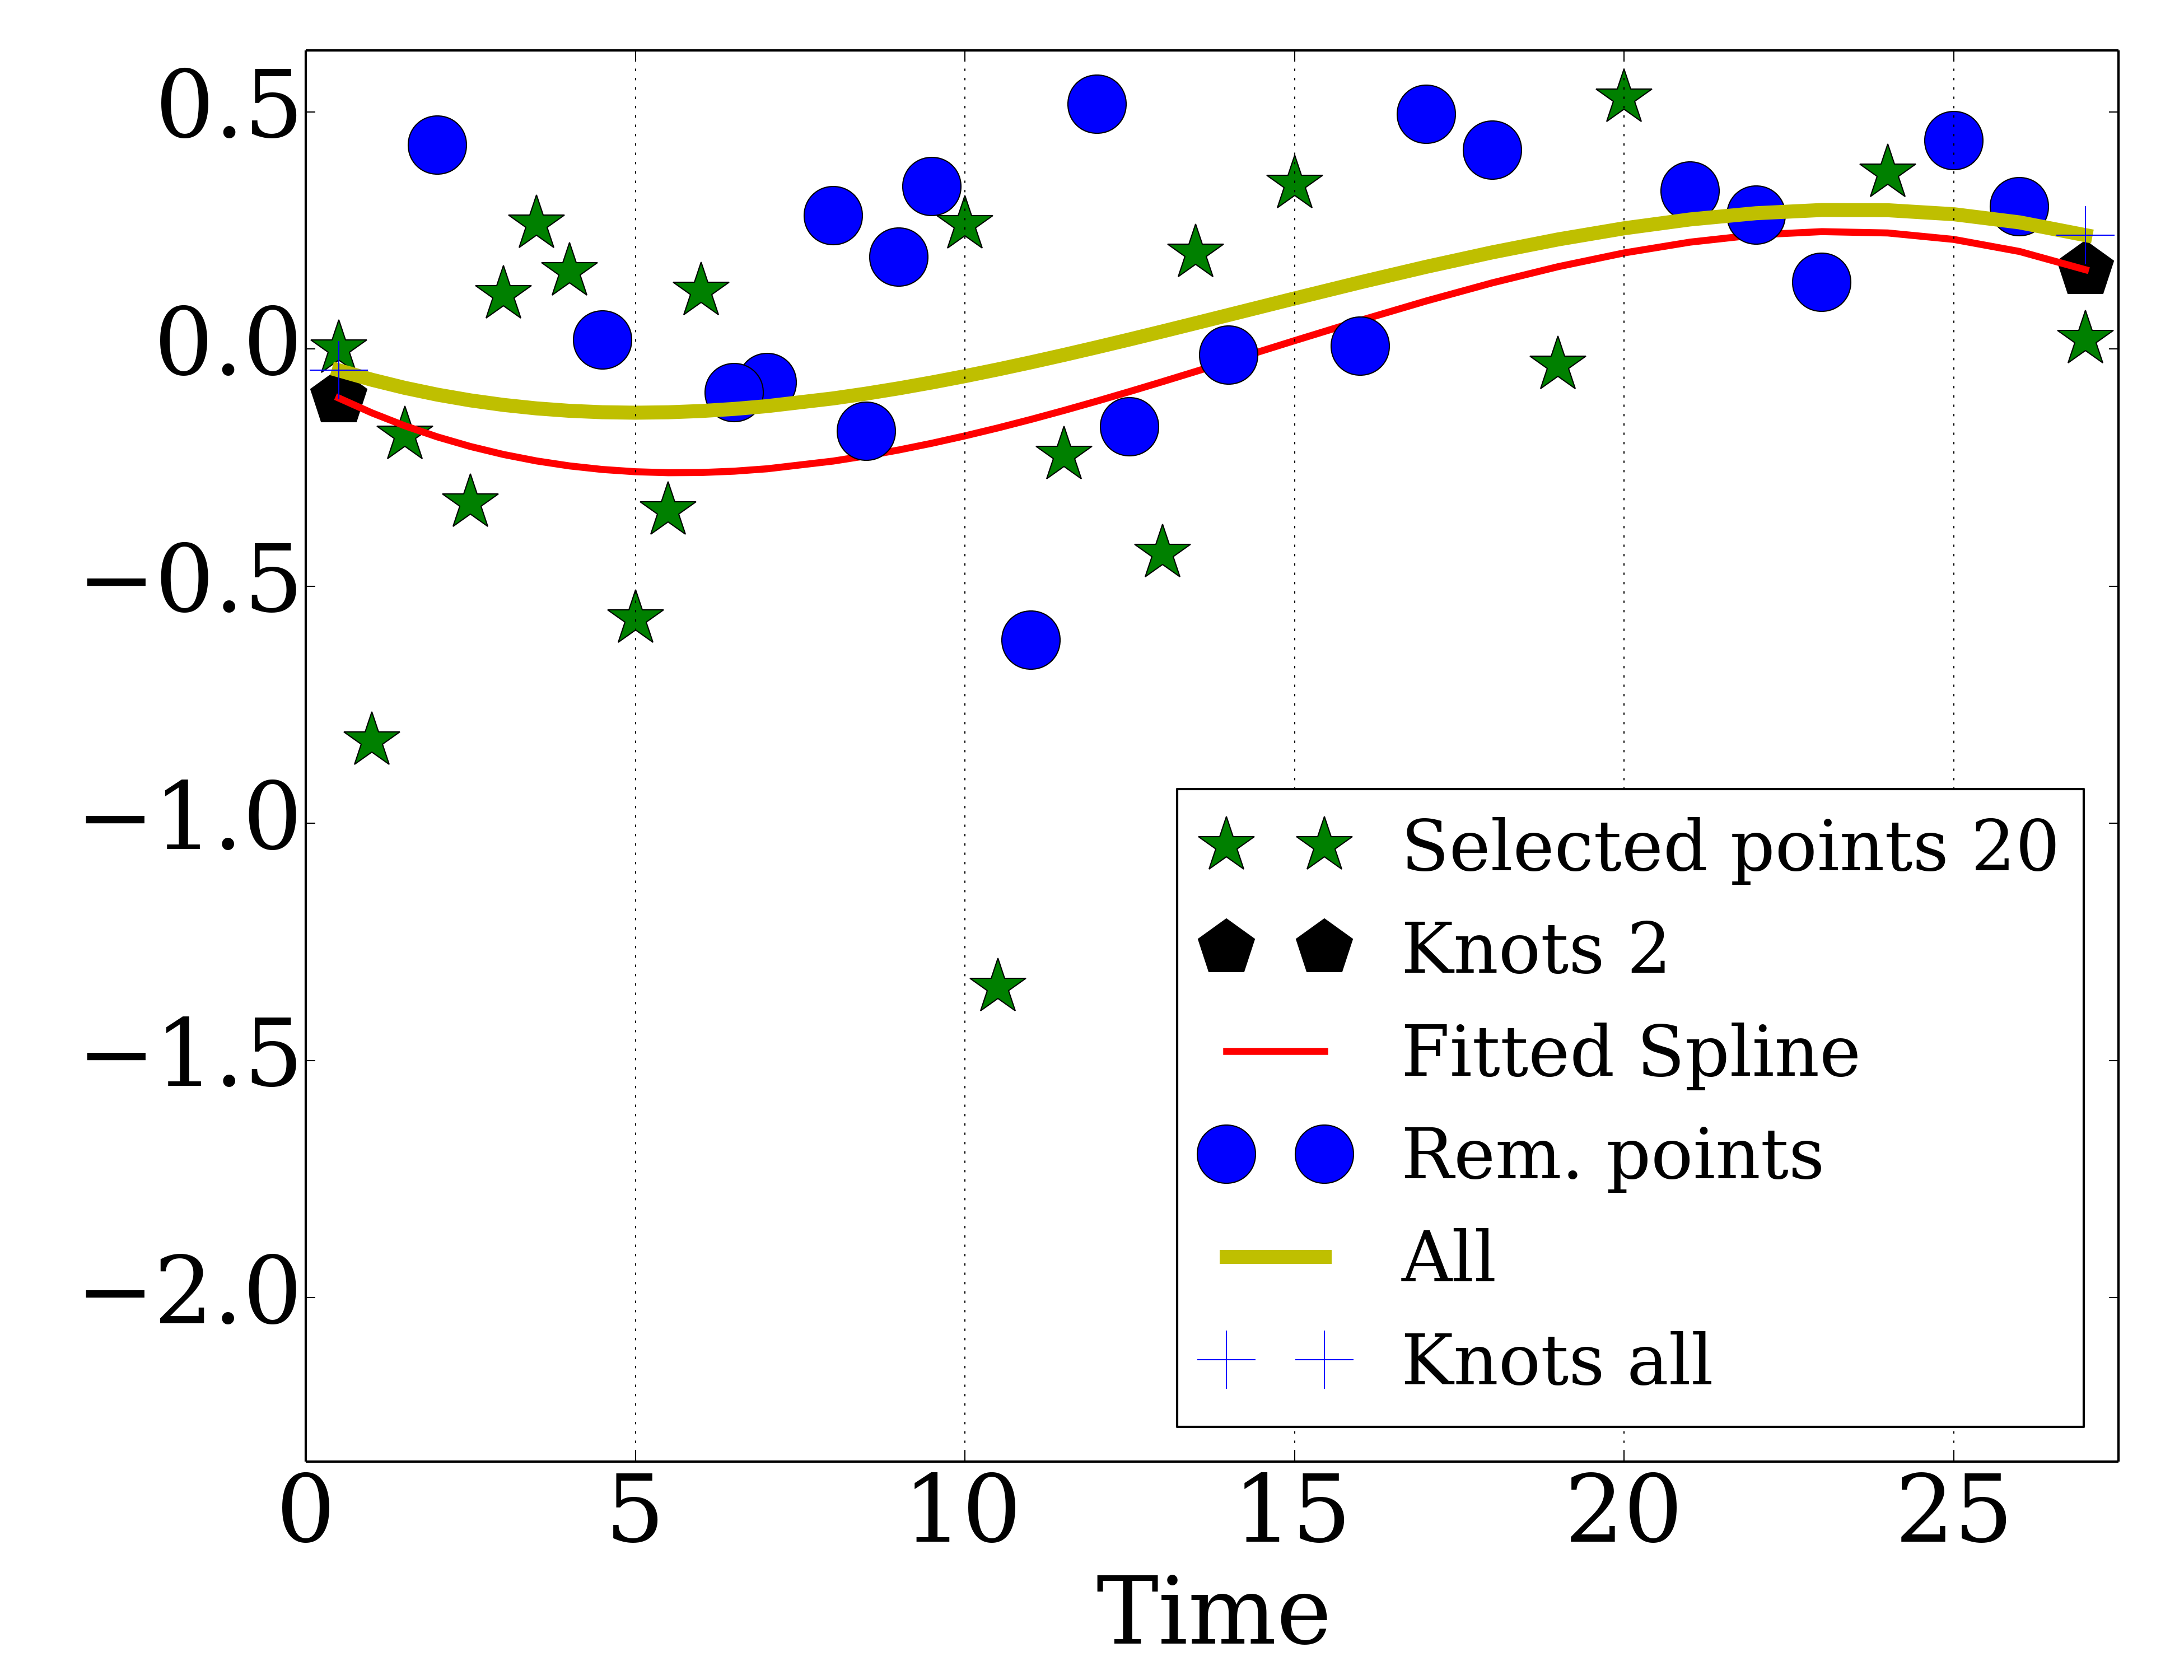 0.5
0.0
−0.5
−1.0
−1.5
−2.0
Selected points 20
Knots 2
Fitted Spline
Rem. points
All
Knots all
0 5 10 15 20 25
Time